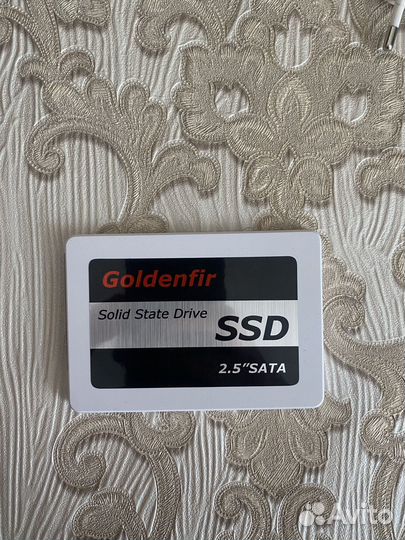 Goldenfir
Solid State Drive
SSD
2.5"SATA
Avito